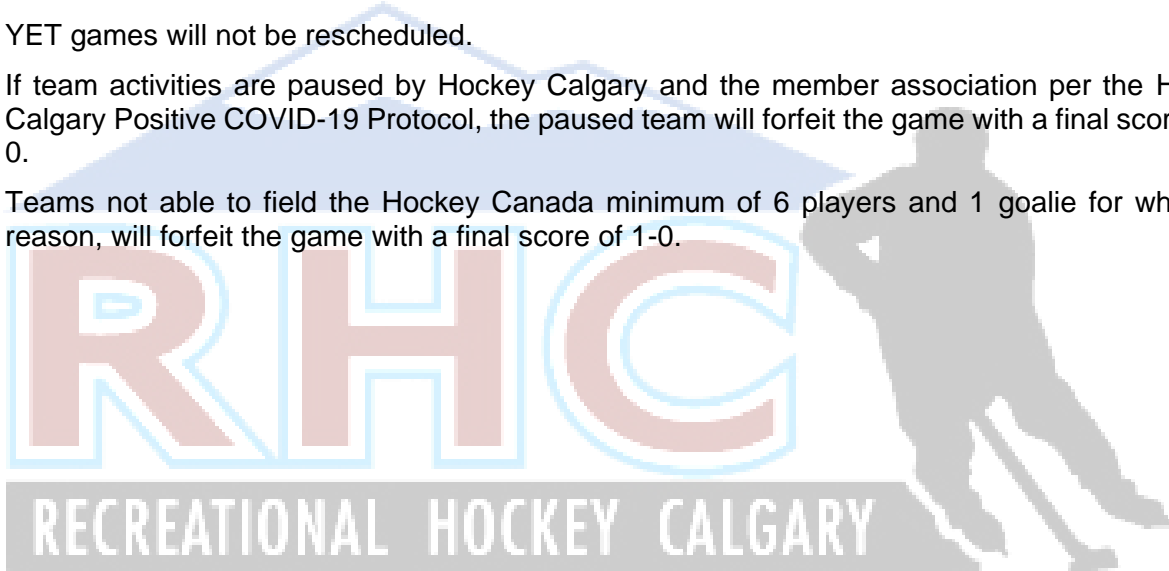 YET games will not be rescheduled.
If team activities are paused by Hockey Calgary and the member association per the
Calgary Positive COVID-19 Protocol, the paused team will forfeit the game with a final
0.
Teams not able to field the Hockey Canada minimum of 6 players and 1 goalie for
reason, will forfeit the game with a final score of 1-0.
RHC
RECREATIONAL HOCKEY CALGARY